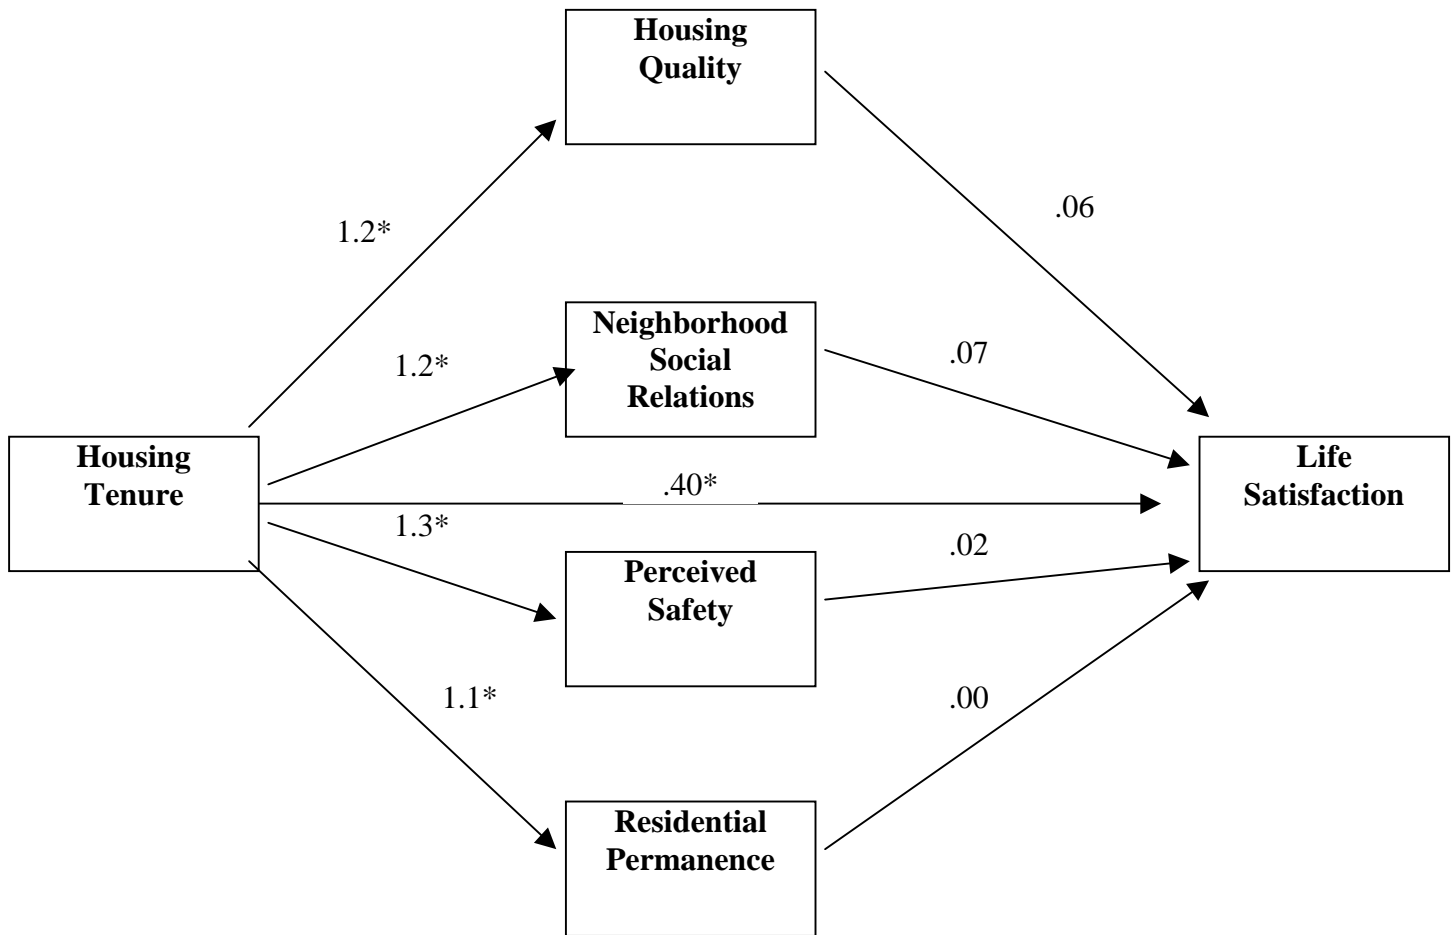 Housing
Quality
.06
1.2*
Neighborhood
Social
Relations
.07
1.2*
Housing
Tenure
Life
Satisfaction
.40*
1.3*
.02
Perceived
Safety
1.1*
.00
Residential
Permanence